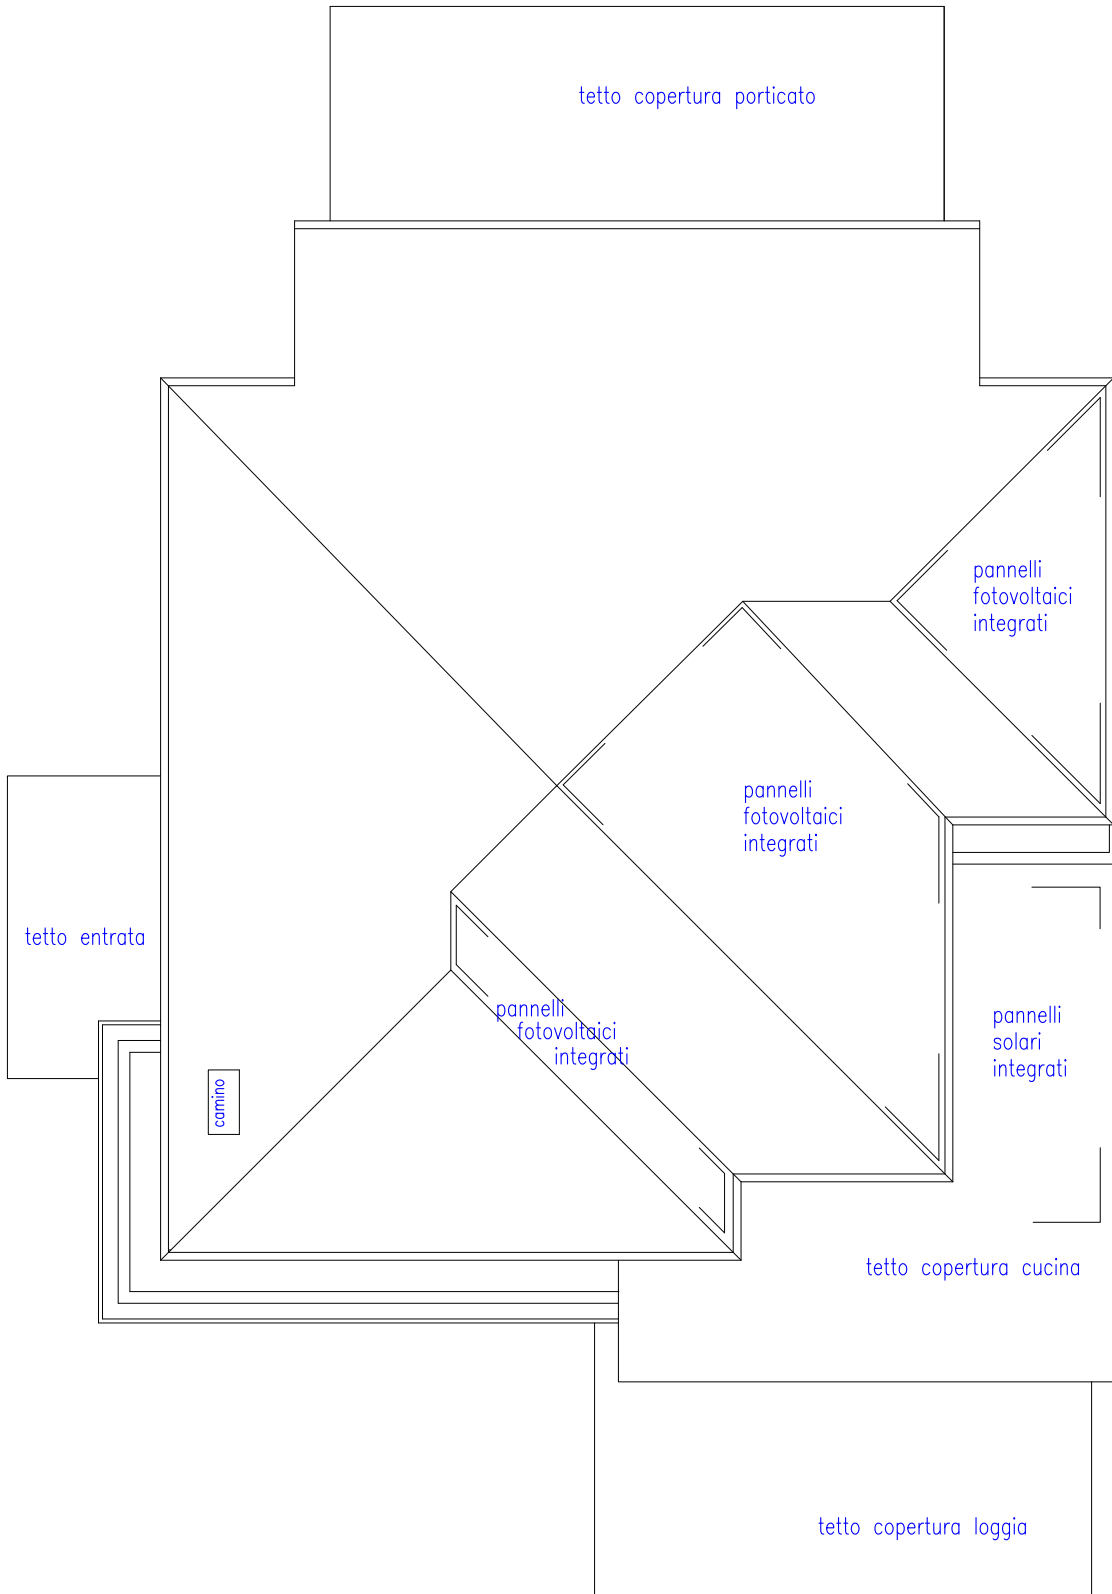 tetto copertura porticato
pannelli
fotovoltaici
integrati
pannelli
fotovoltaici
integrati
tetto entrata
pannelli
fotovoltaici
integrati
pannelli
solari
integrati
camino
tetto copertura cucina
tetto copertura loggia